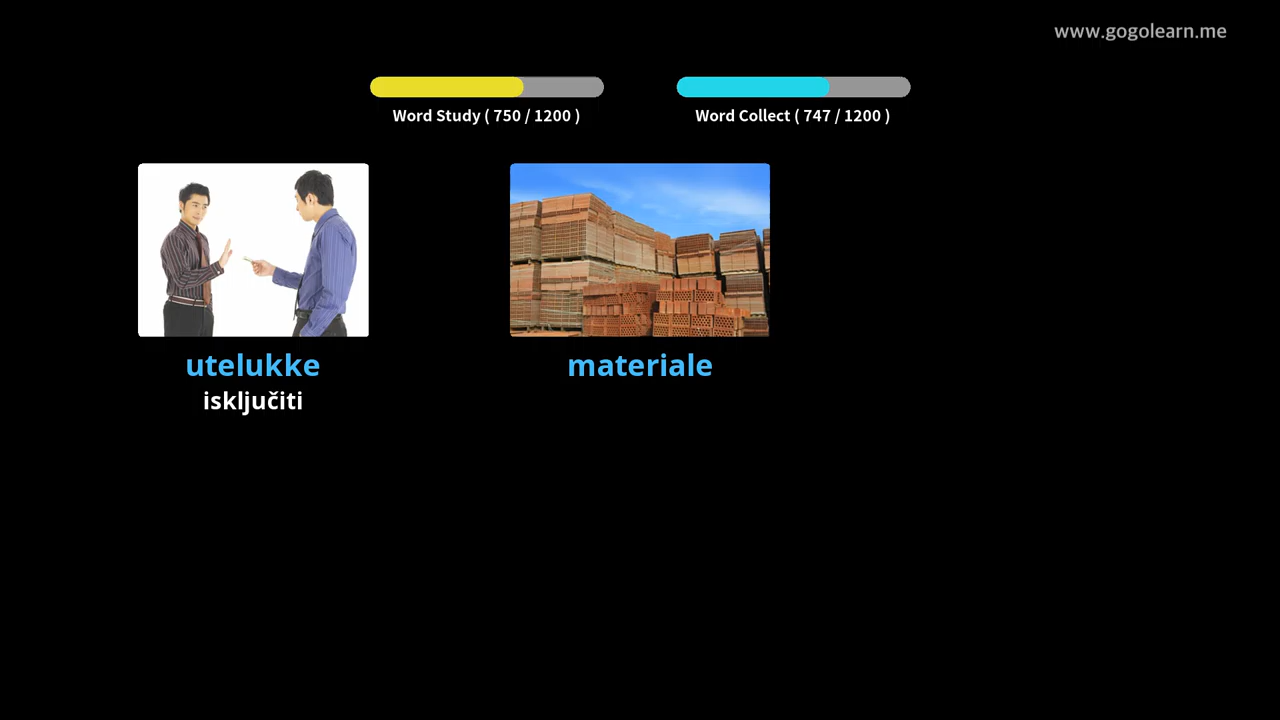 www.gogolearn.me
Word Study ( 750 / 1200 )
Word Collect ( 747 / 1200 )
utelukke
isključiti
materiale